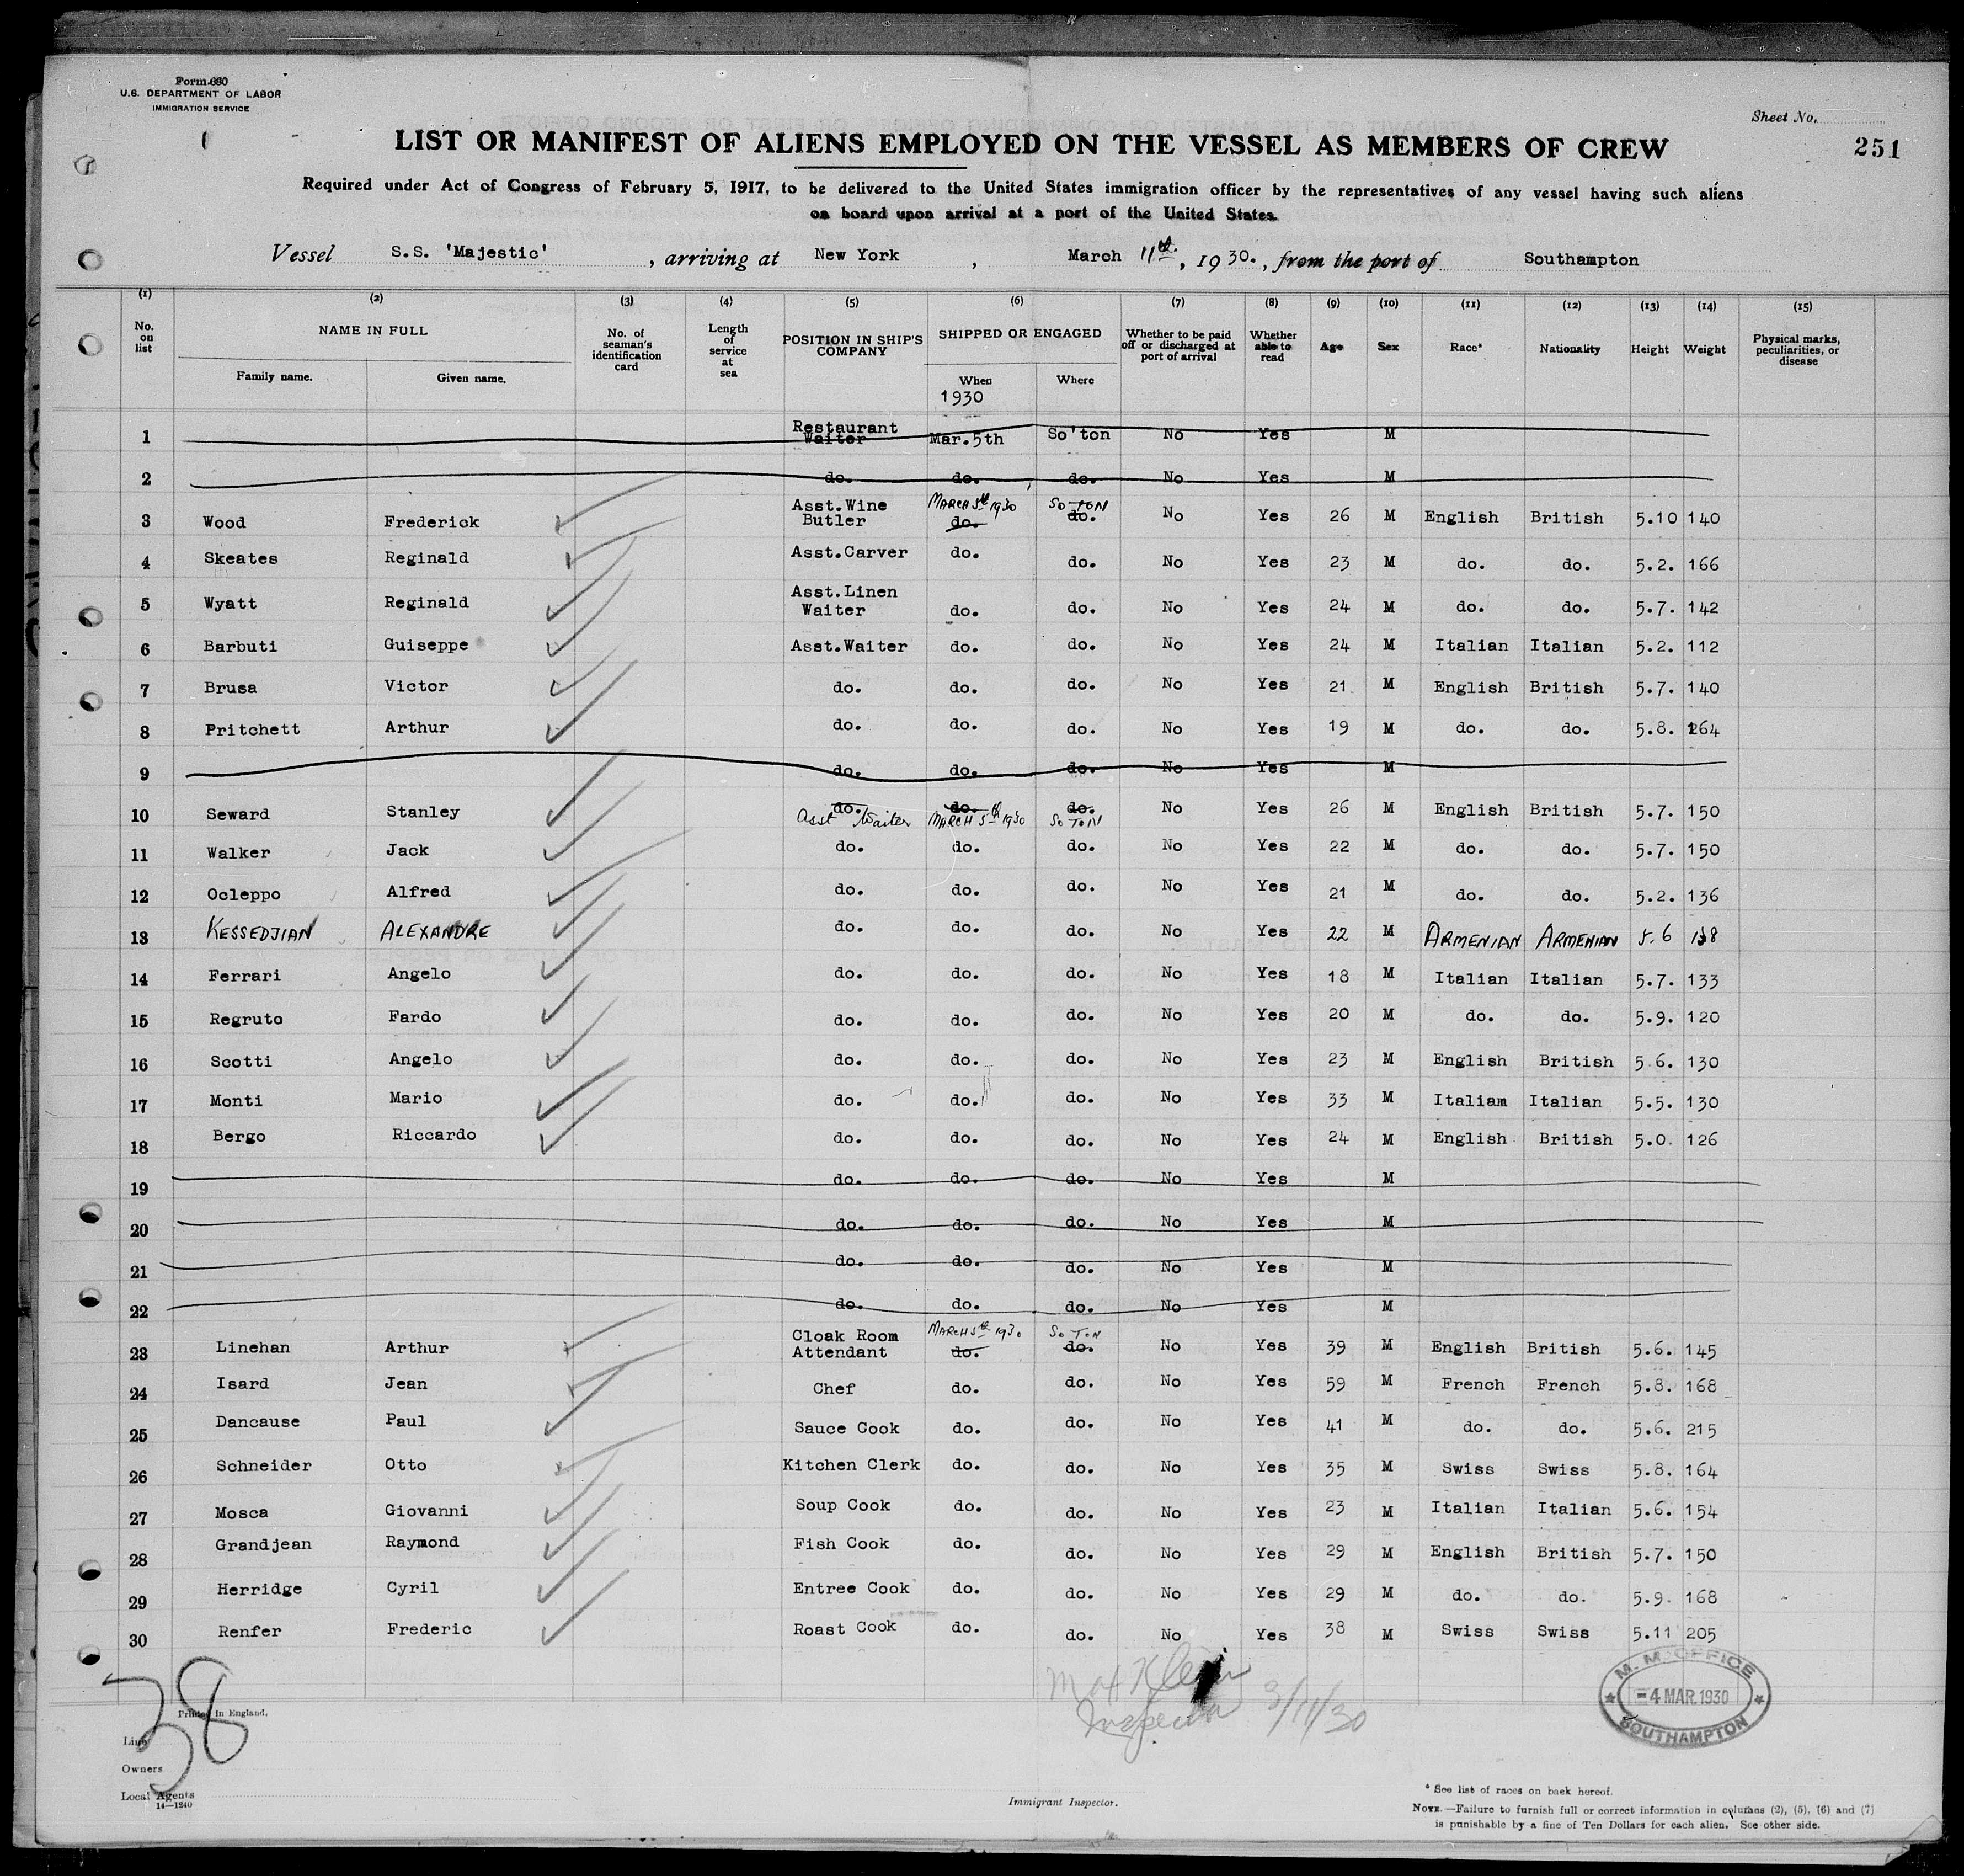 Form 680
U.S. DEPARTMENT OF LABOR
IMMIGRATION SERVICE
Sheet No.
LIST OR MANIFEST OF ALIENS EMPLOYED ON THE VESSEL AS MEMBERS OF CREW
251
Required under Act of Congress of February 5, 1917, to be delivered to the United States immigration officer by the representatives of any vessel having such aliens
on board upon arrival at a port of the United States.
Vessel S.S. 'Majestic' , arriving at New York , March 11th, 1930., from the port of Southampton
(1) (2) (3) (4) (5) (6) (7) (8) (9) (10) (11) (12) (13) (14) (15)
No. on list NAME IN FULL Family name. Given name. No. of seaman's identification card Length of service at sea POSITION IN SHIP'S COMPANY SHIPPED OR ENGAGED When 1930 Where Whether to be paid off or discharged at port of arrival Whether able to read Age Sex Race* Nationality Height Weight Physical marks, peculiarities, or disease
1 Restaurant Waiter Mar.5th So'ton No Yes M
2 do. do. do. No Yes M
3 Wood Frederick Asst.Wine Butler MARCH 5th 1930 do. SO TON do. No Yes 26 M English British 5.10 140
4 Skeates Reginald Asst.Carver do. do. No Yes 23 M do. do. 5.2. 166
5 Wyatt Reginald Asst.Linen Waiter do. do. No Yes 24 M do. do. 5.7. 142
6 Barbuti Guiseppe Asst.Waiter do. do. No Yes 24 M Italian Italian 5.2. 112
7 Brusa Victor do. do. do. No Yes 21 M English British 5.7. 140
8 Pritchett Arthur do. do. do. No Yes 19 M do. do. 5.8. 164
9 do. do. do. No Yes M
10 Seward Stanley do. Asst Waiter do. MARCH 5th 1930 do. SO TON No Yes 26 M English British 5.7. 150
11 Walker Jack do. do. do. No Yes 22 M do. do. 5.7. 150
12 Ocleppo Alfred do. do. do. No Yes 21 M do. do. 5.2. 136
13 KESSEDJIAN ALEXANDRE do. do. do. No Yes 22 M ARMENIAN ARMENIAN 5.6 138
14 Ferrari Angelo do. do. do. No Yes 18 M Italian Italian 5.7. 133
15 Regruto Fardo do. do. do. No Yes 20 M do. do. 5.9. 120
16 Scotti Angelo do. do. do. No Yes 23 M English British 5.6. 130
17 Monti Mario do. do. do. No Yes 33 M Italiam Italian 5.5. 130
18 Bergo Riccardo do. do. do. No Yes 24 M English British 5.0. 126
19 do. do. do. No Yes M
20 do. do. do. No Yes M
21 do. do. do. No Yes M
22 do. do. do. No Yes M
23 Linehan Arthur Cloak Room Attendant MARCH 5th 1930 do. So Ton do. No Yes 39 M English British 5.6. 145
24 Isard Jean Chef do. do. No Yes 59 M French French 5.8. 168
25 Dancause Paul Sauce Cook do. do. No Yes 41 M do. do. 5.6. 215
26 Schneider Otto Kitchen Clerk do. do. No Yes 35 M Swiss Swiss 5.8. 164
27 Mosca Giovanni Soup Cook do. do. No Yes 23 M Italian Italian 5.6. 154
28 Grandjean Raymond Fish Cook do. do. No Yes 29 M English British 5.7. 150
29 Herridge Cyril Entree Cook do. do. No Yes 29 M do. do. 5.9. 168
30 Renfer Frederic Roast Cook do. do. No Yes 38 M Swiss Swiss 5.11 205
38
Inspector 3/11/30
M.M. OFFICE
-4 MAR.1930
SOUTHAMPTON
Printed in England.
Line
Owners
Local Agents
14—1240
Immigrant Inspector.
* See list of races on back hereof.
NOTE.—Failure to furnish full or correct information in columns (2), (5), (6) and (7)
is punishable by a fine of Ten Dollars for each alien. See other side.